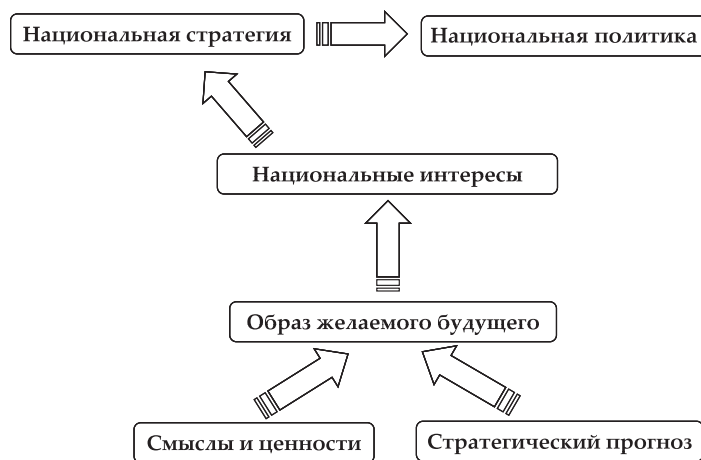 Национальная стратегия
Национальная политика
Национальные интересы
Образ желаемого будущего
Смыслы и ценности
Стратегический прогноз